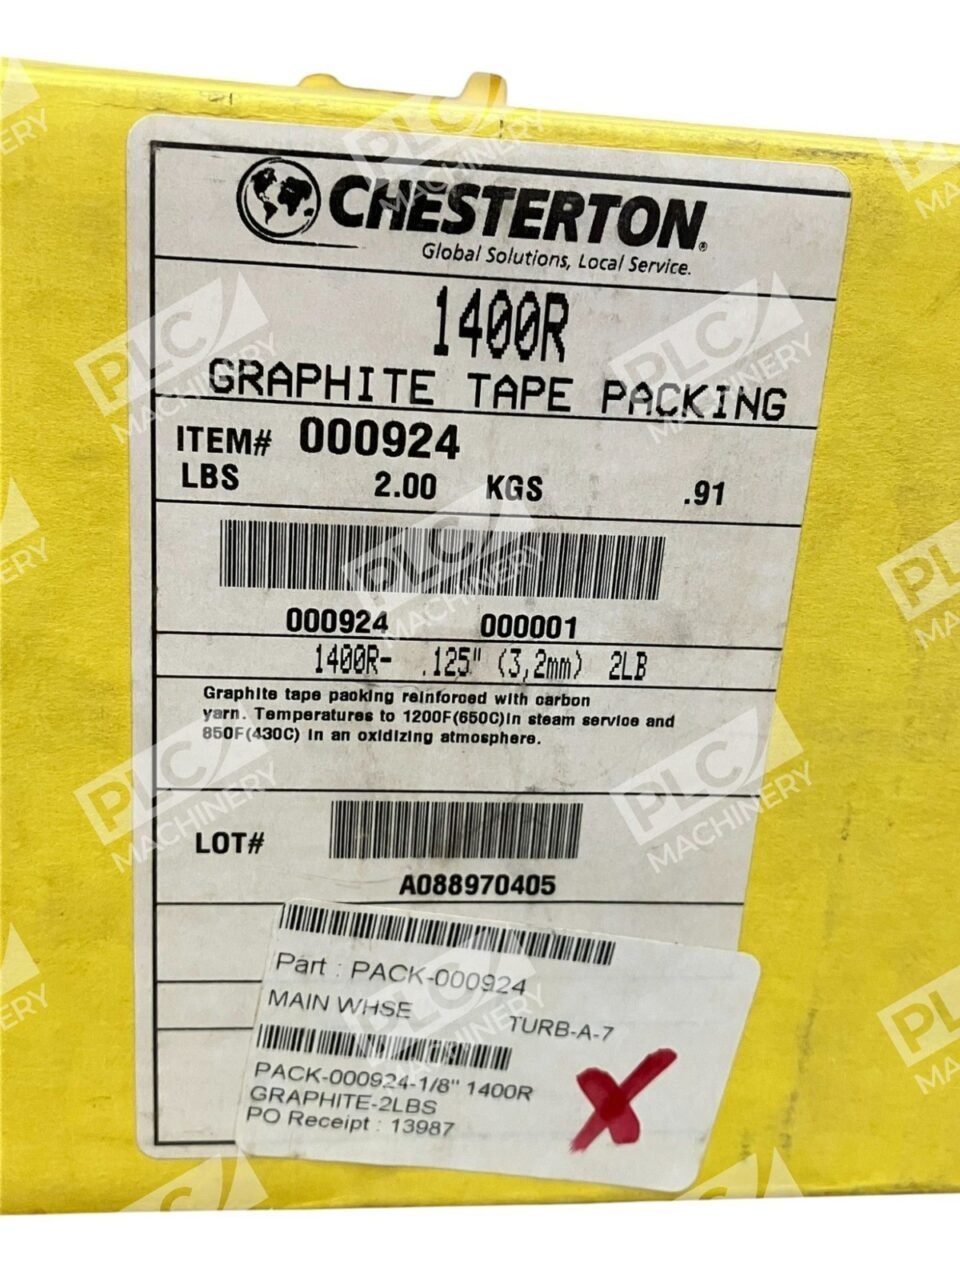 CHESTERTON®
Global Solutions, Local Service.
1400R
GRAPHITE TAPE PACKING
ITEM# 000924
LBS 2.00 KGS .91
000924 000001
1400R- .125" (3,2mm) 2LB
Graphite tape packing reinforced with carbon
yarn. Temperatures to 1200F(650C)in steam service and
850F(430C) in an oxidizing atmosphere.
LOT#
A088970405
Part : PACK-000924
MAIN WHSE TURB-A-7
PACK-000924-1/8" 1400R
GRAPHITE-2LBS
PO Receipt : 13987
X
PLC MACHINERY